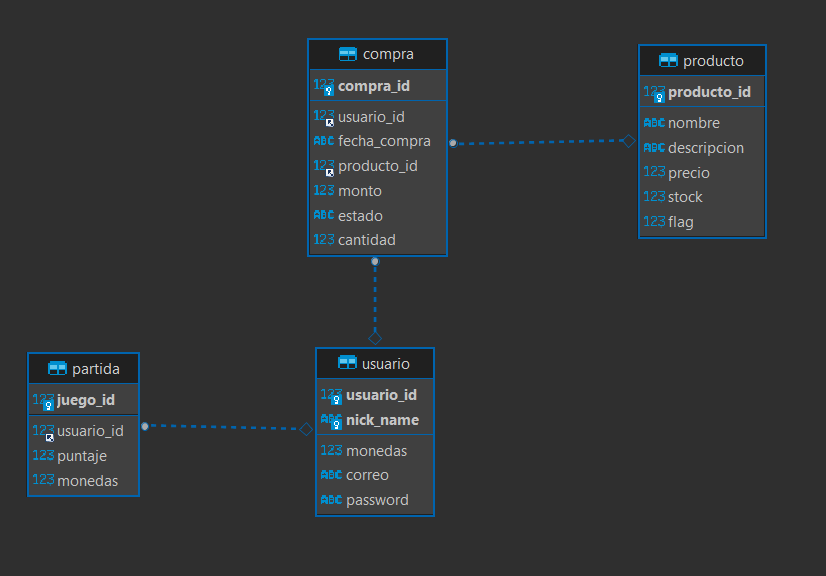 compra
123 compra_id
123 usuario_id
ABC fecha_compra
123 producto_id
123 monto
ABC estado
123 cantidad
producto
123 producto_id
ABC nombre
ABC descripcion
123 precio
123 stock
123 flag
partida
123 juego_id
123 usuario_id
123 puntaje
123 monedas
usuario
123 usuario_id
ABC nick_name
123 monedas
ABC correo
ABC password